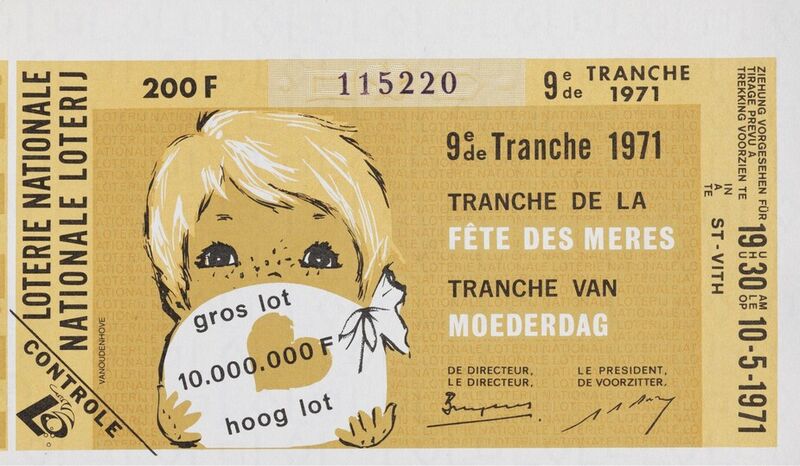 LOTERIE NATIONALE
NATIONALE LOTERIJ
CONTROLE
VANOUDENHOVE
200 F
115220
9e de TRANCHE 1971
9e de Tranche 1971
TRANCHE DE LA
FÊTE DES MERES
TRANCHE VAN
MOEDERDAG
gros lot
10.000.000 F
hoog lot
DE DIRECTEUR,
LE DIRECTEUR,
LE PRESIDENT,
DE VOORZITTER,
ZIEHUNG VORGESEHEN FÜR
TIRAGE PREVU A
TREKKING VOORZIEN TE
IN
A
TE
ST-VITH
19 U H U 30 AM LE OP 10-5-1971